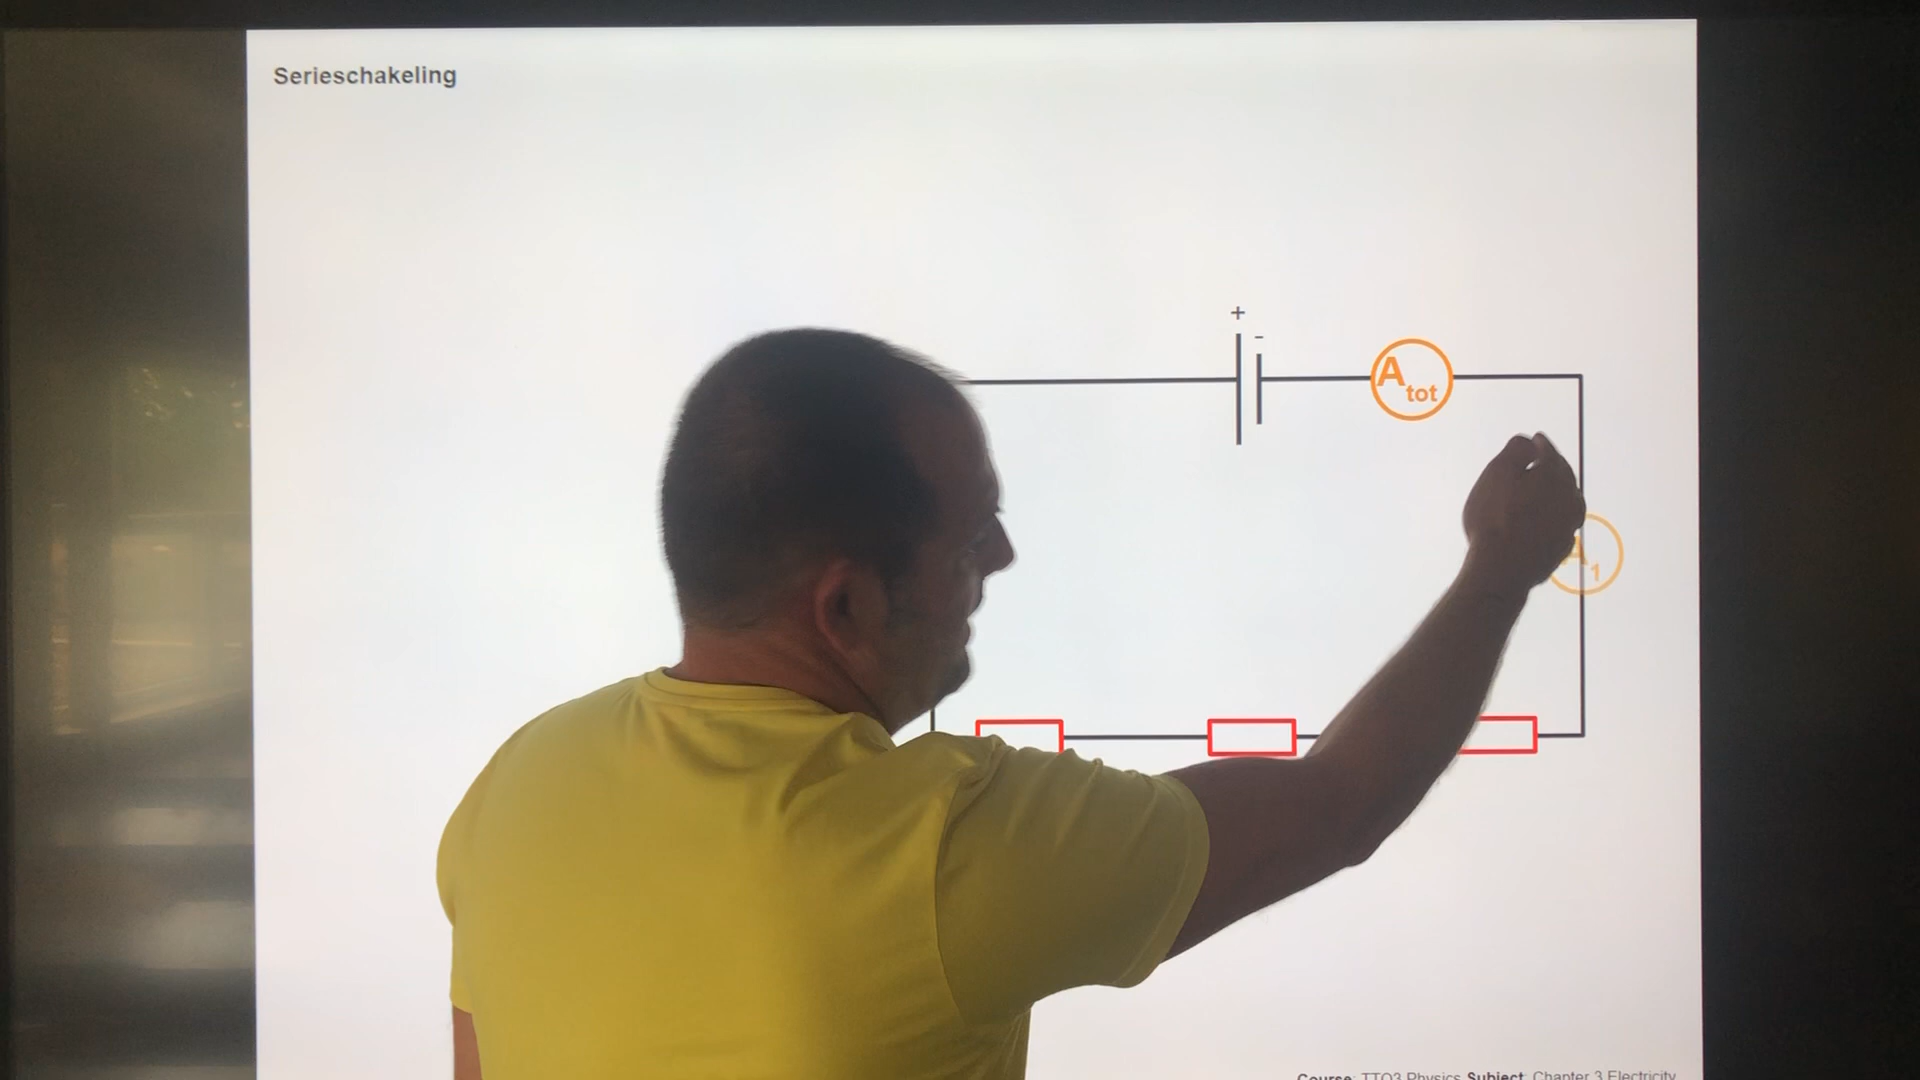 Serieschakeling
+
-
A tot
A 1
Course: TTO3 Physics Subject: Chapter 3 Electricity